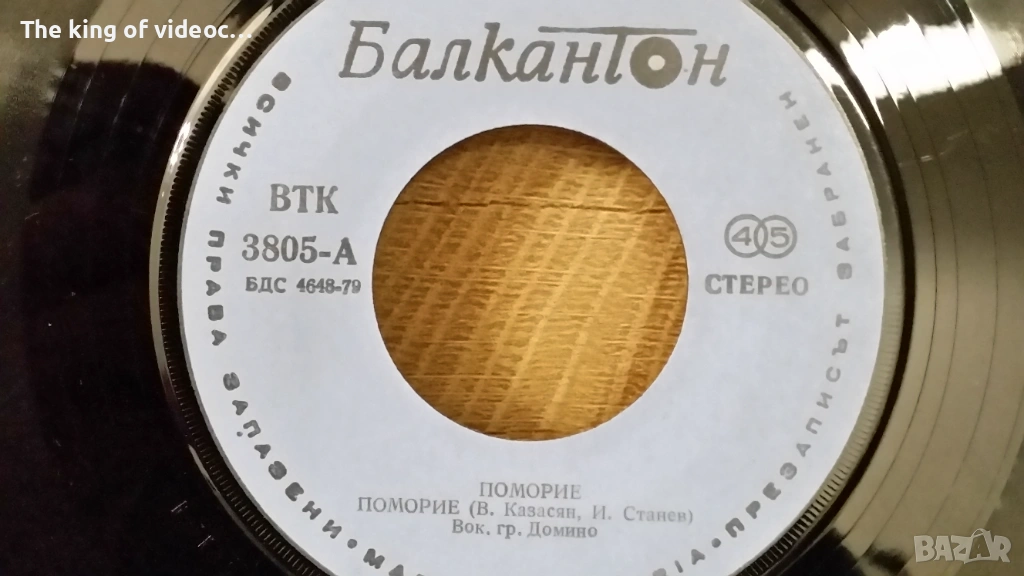 The king of videoc...
Балкантон
ВТК
3805-А
БДС 4648-79
45
СТЕРЕО
ВСИЧКИ ПРАВА ЗАПАЗЕНИ •
• ПРЕЗАПИСЪТ ЗАБРАНЕН
ПОМОРИЕ
ПОМОРИЕ (В. Казасян, И. Станев)
Вок. гр. Домино
BAZAR